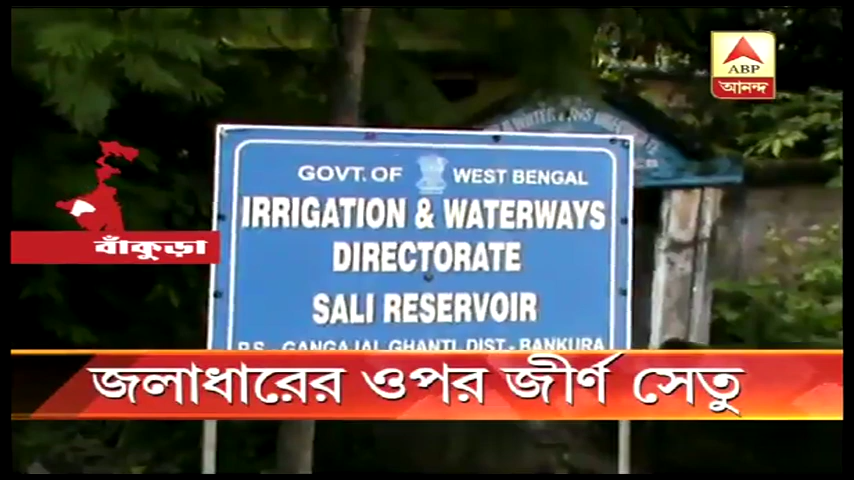 ABP
আনন্দ
GOVT. OF WEST BENGAL
IRRIGATION & WATERWAYS
DIRECTORATE
SALI RESERVOIR
P.S - GANGAJAL GHANTI, DIST - BANKURA
বাঁকুড়া
জলাধারের ওপর জীর্ণ সেতু